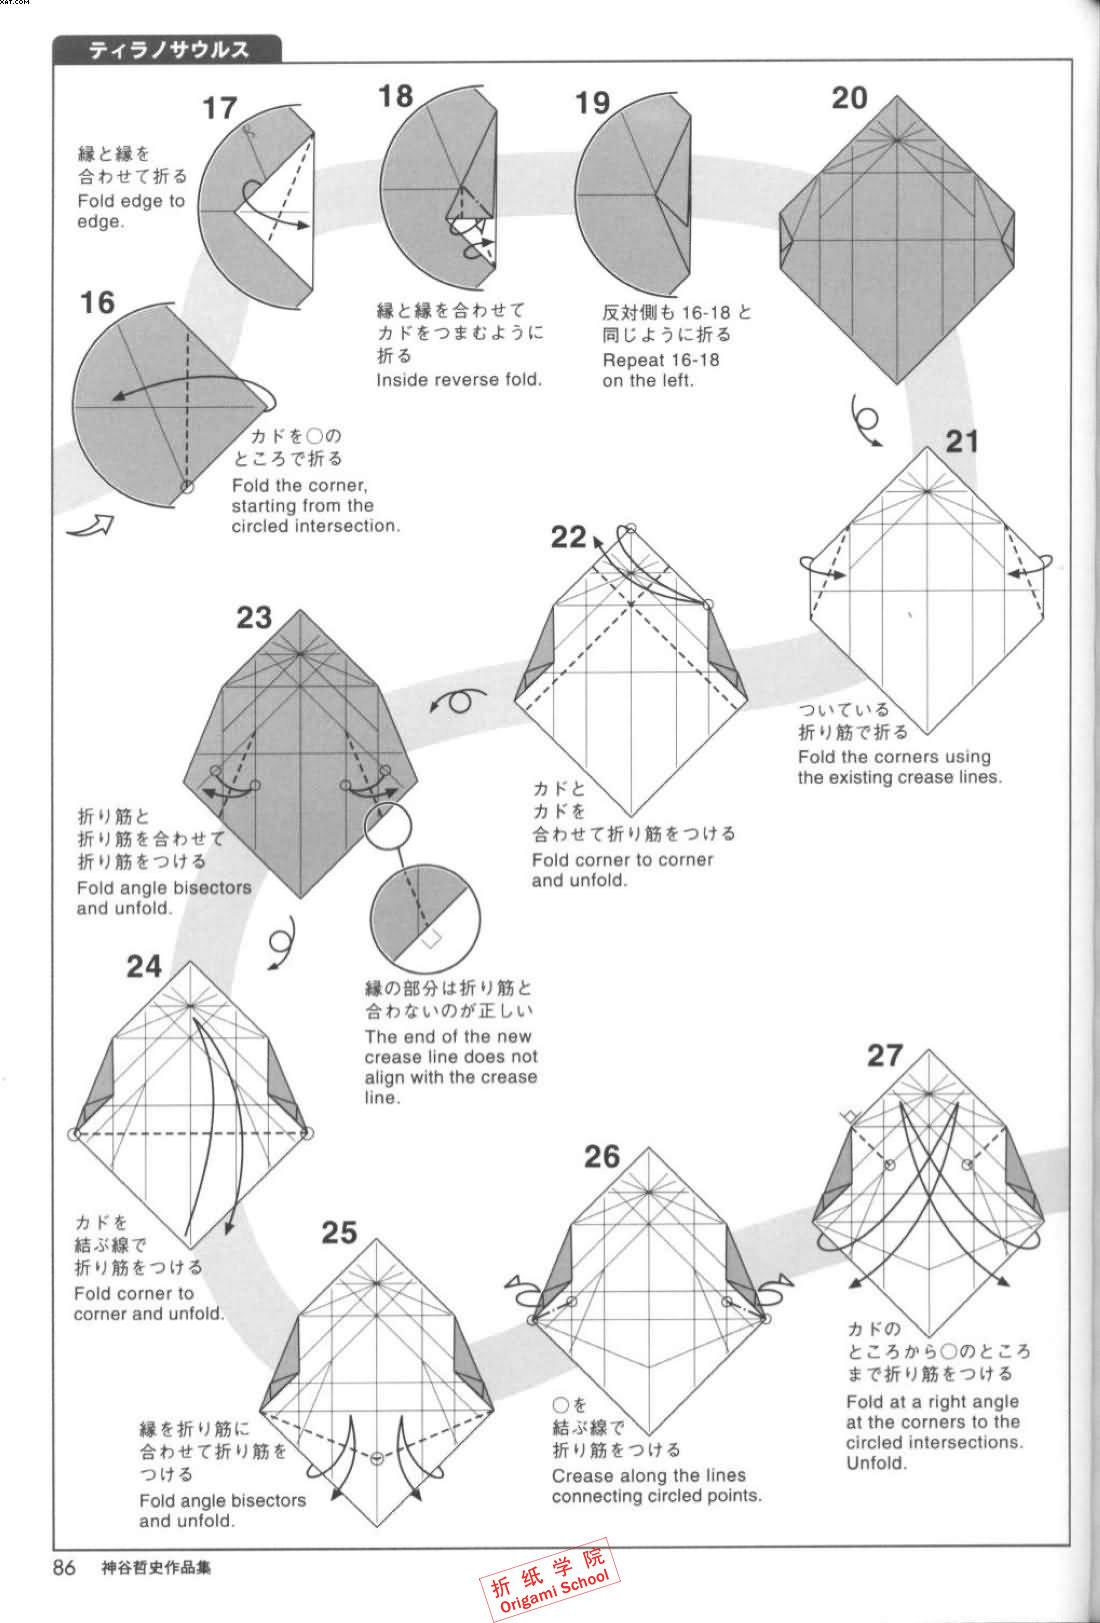 XAT.COM
ティラノサウルス
16
カドを○の
ところで折る
Fold the corner,
starting from the
circled intersection.
17
縁と縁を
合わせて折る
Fold edge to
edge.
18
縁と縁を合わせて
カドをつまむように
折る
Inside reverse fold.
19
反対側も 16-18 と
同じように折る
Repeat 16-18
on the left.
20
21
ついている
折り筋で折る
Fold the corners using
the existing crease lines.
22
カドと
カドを
合わせて折り筋をつける
Fold corner to corner
and unfold.
23
折り筋と
折り筋を合わせて
折り筋をつける
Fold angle bisectors
and unfold.
縁の部分は折り筋と
合わないのが正しい
The end of the new
crease line does not
align with the crease
line.
24
カドを
結ぶ線で
折り筋をつける
Fold corner to
corner and unfold.
25
縁を折り筋に
合わせて折り筋を
つける
Fold angle bisectors
and unfold.
26
○を
結ぶ線で
折り筋をつける
Crease along the lines
connecting circled points.
27
カドの
ところから○のところ
まで折り筋をつける
Fold at a right angle
at the corners to the
circled intersections.
Unfold.
86 神谷哲史作品集
折纸学院
Origami School